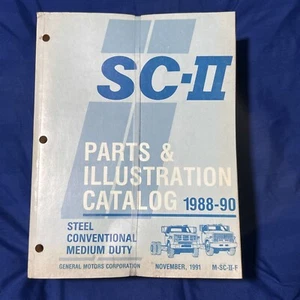 SC-II
PARTS &
ILLUSTRATION
CATALOG 1988-90
STEEL
CONVENTIONAL
MEDIUM DUTY
GENERAL MOTORS CORPORATION NOVEMBER, 1991 M-SC-II-F